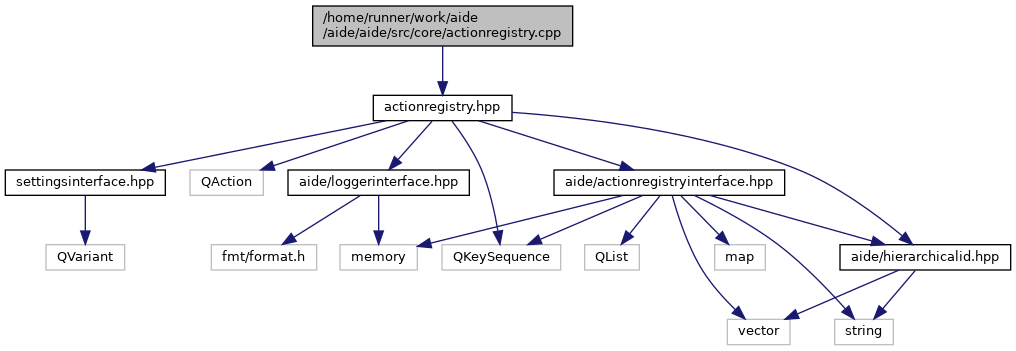 /home/runner/work/aide
/aide/aide/src/core/actionregistry.cpp
actionregistry.hpp
settingsinterface.hpp
QAction
aide/loggerinterface.hpp
aide/actionregistryinterface.hpp
QVariant
fmt/format.h
memory
QKeySequence
QList
map
aide/hierarchicalid.hpp
vector
string